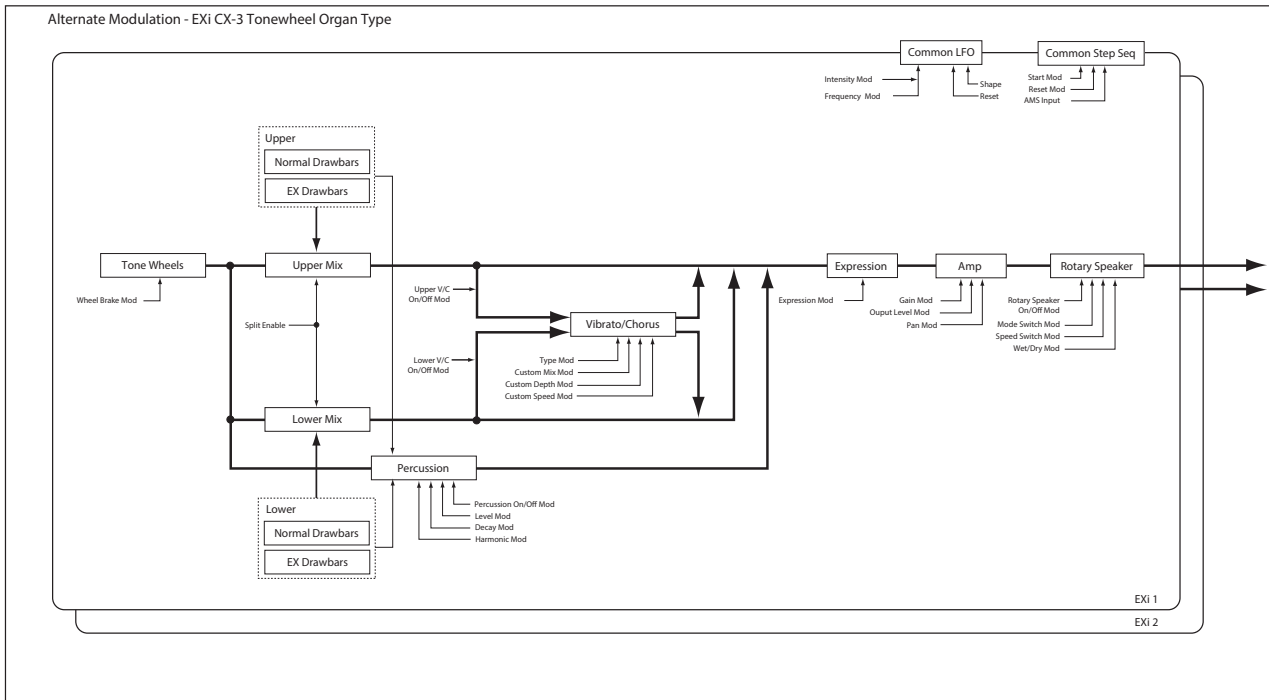 Alternate Modulation - EXi CX-3 Tonewheel Organ Type
Common LFO
Common Step Seq
Intensity Mod
Frequency Mod
Shape
Reset
Start Mod
Reset Mod
AMS Input
Upper
Normal Drawbars
EX Drawbars
Tone Wheels
Wheel Brake Mod
Upper Mix
Split Enable
Upper V/C
On/Off Mod
Lower V/C
On/Off Mod
Vibrato/Chorus
Type Mod
Custom Mix Mod
Custom Depth Mod
Custom Speed Mod
Expression
Expression Mod
Amp
Gain Mod
Ouput Level Mod
Pan Mod
Rotary Speaker
Rotary Speaker
On/Off Mod
Mode Switch Mod
Speed Switch Mod
Wet/Dry Mod
Lower Mix
Percussion
Percussion On/Off Mod
Level Mod
Decay Mod
Harmonic Mod
Lower
Normal Drawbars
EX Drawbars
EXi 1
EXi 2